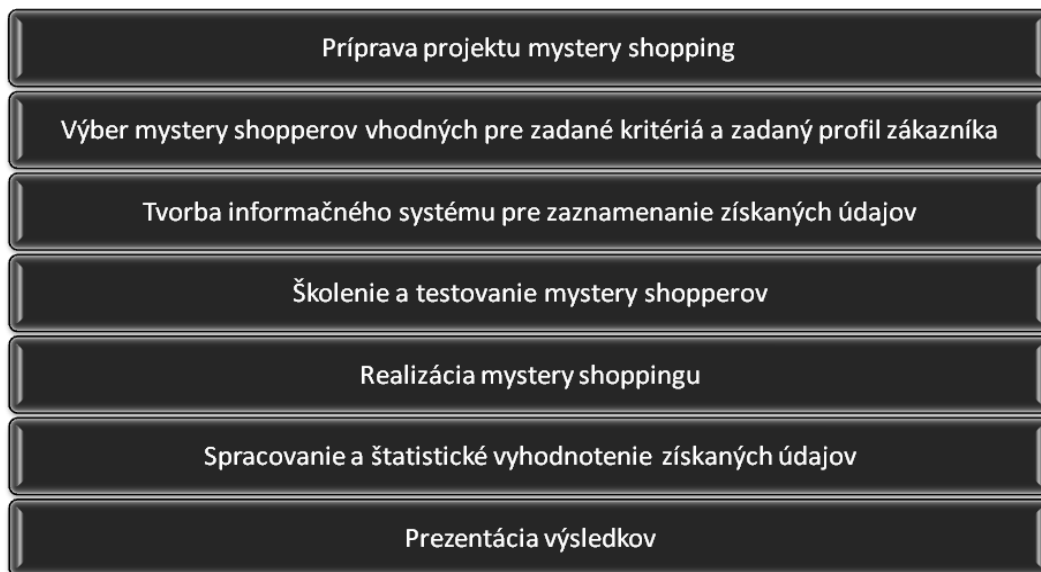 Príprava projektu mystery shopping
Výber mystery shopperov vhodných pre zadané kritériá a zadaný profil zákazníka
Tvorba informačného systému pre zaznamenanie získaných údajov
Školenie a testovanie mystery shopperov
Realizácia mystery shoppingu
Spracovanie a štatistické vyhodnotenie získaných údajov
Prezentácia výsledkov